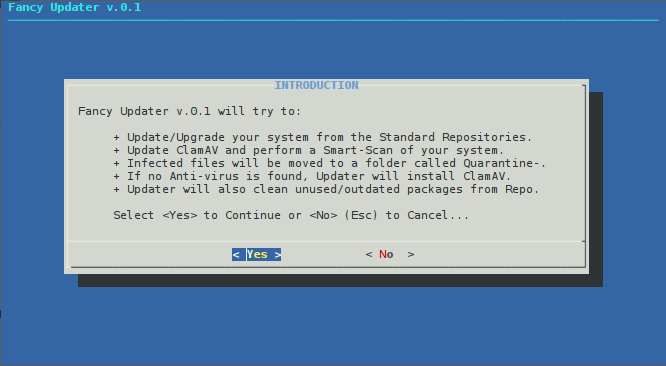 Fancy Updater v.0.1
INTRODUCTION
Fancy Updater v.0.1 will try to:
+ Update/Upgrade your system from the Standard Repositories.
+ Update ClamAV and perform a Smart-Scan of your system.
+ Infected files will be moved to a folder called Quarantine-.
+ If no Anti-virus is found, Updater will install ClamAV.
+ Updater will also clean unused/outdated packages from Repo.
Select <Yes> to Continue or <No> (Esc) to Cancel...
< Yes > < No >